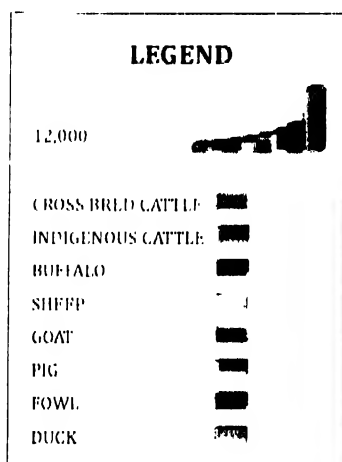 LEGEND
12,000
CROSS BRED CATTLE
INDIGENOUS CATTLE
BUFFALO
SHEEP
GOAT
PIG
FOWL
DUCK